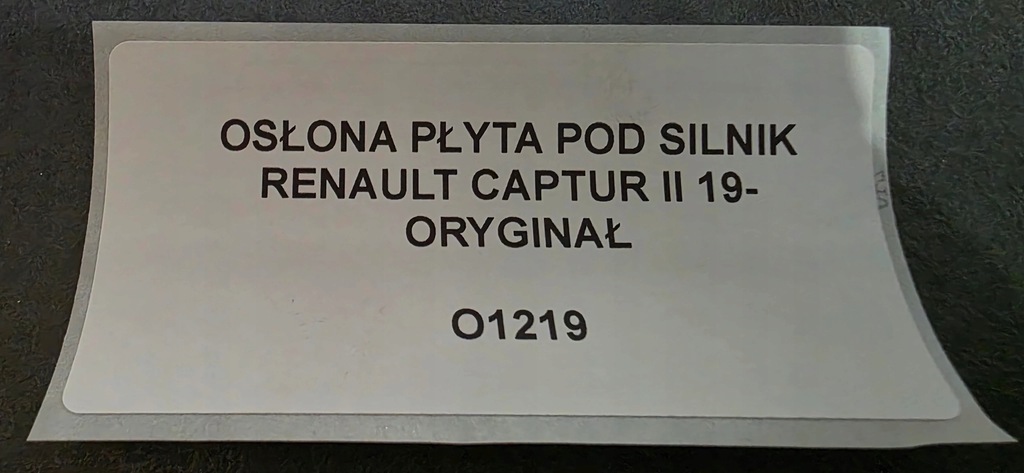 OSŁONA PŁYTA POD SILNIK
RENAULT CAPTUR II 19-
ORYGINAŁ
O1219